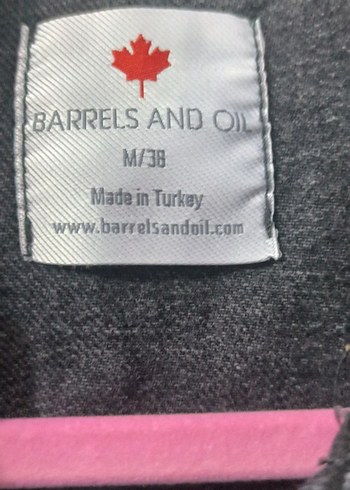 BARRELS AND OIL
M/38
Made in Turkey
www.barrelsandoil.com